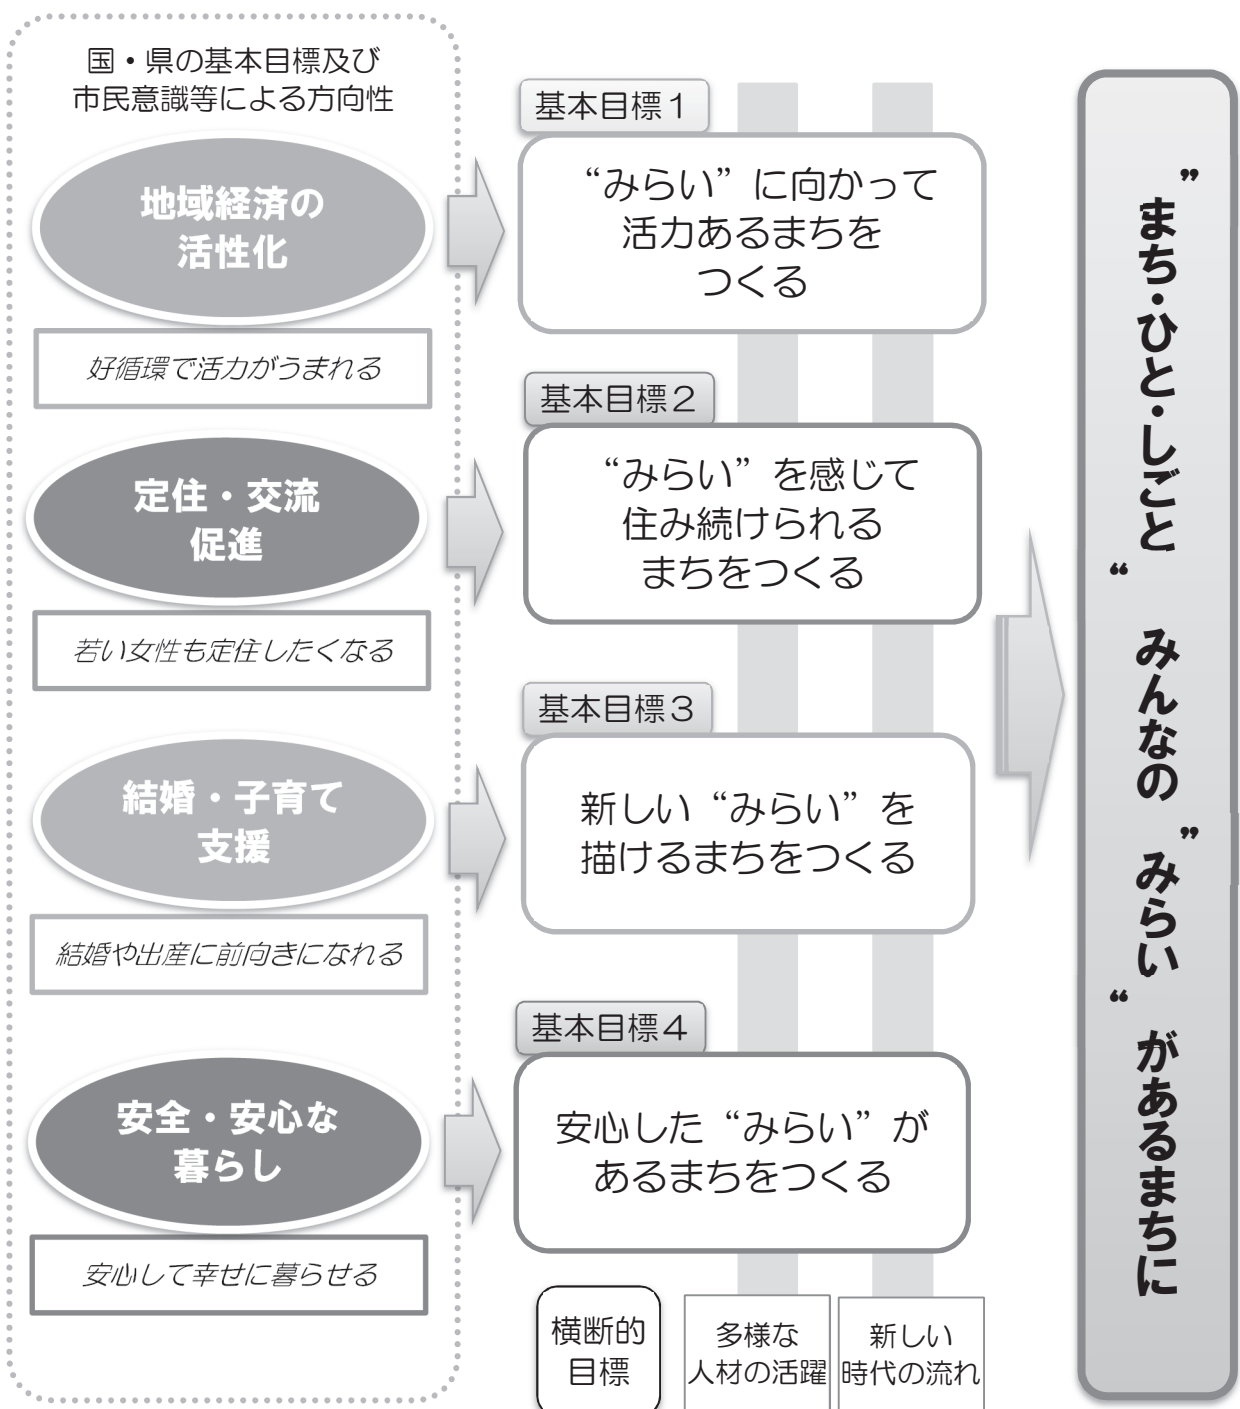 国・県の基本目標及び
市民意識等による方向性
地域経済の
活性化
好循環で活力がうまれる
定住・交流
促進
若い女性も定住したくなる
結婚・子育て
支援
結婚や出産に前向きになれる
安全・安心な
暮らし
安心して幸せに暮らせる
基本目標1
“みらい”に向かって
活力あるまちを
つくる
基本目標2
“みらい”を感じて
住み続けられる
まちをつくる
基本目標3
新しい“みらい”を
描けるまちをつくる
基本目標4
安心した“みらい”が
あるまちをつくる
横断的
目標
多様な
人材の活躍
新しい
時代の流れ
”まち・ひと・しごと“ みんなの”みらい“があるまちに